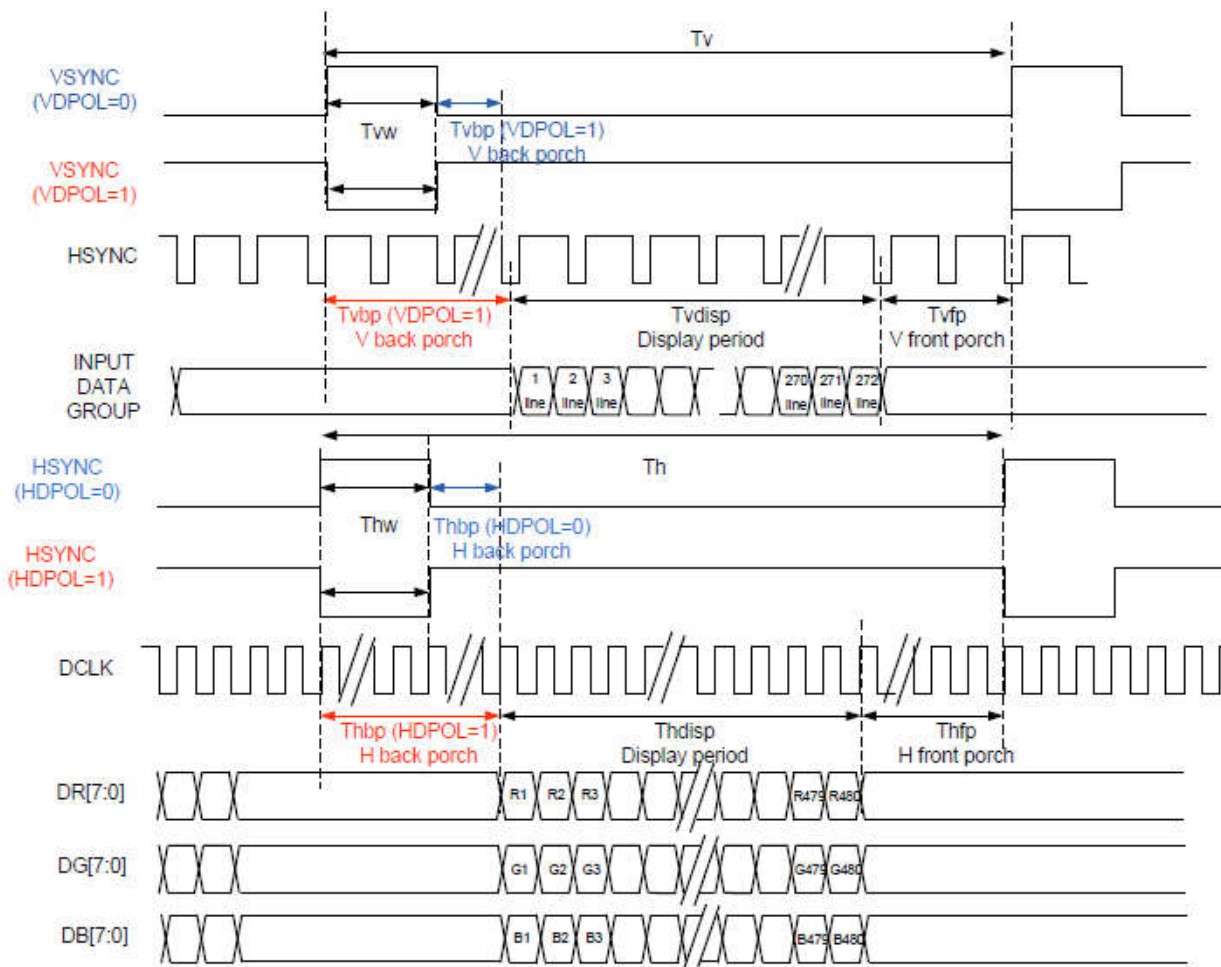 Tv
VSYNC
(VDPOL=0)
Tvw
Tvbp (VDPOL=1)
V back porch
VSYNC
(VDPOL=1)
HSYNC
Tvbp (VDPOL=1)
V back porch
Tvdisp
Display period
Tvfp
V front porch
INPUT
DATA
GROUP
1
line
2
line
3
line
270
line
271
line
272
line
HSYNC
(HDPOL=0)
Th
Thw
Thbp (HDPOL=0)
H back porch
HSYNC
(HDPOL=1)
DCLK
Thbp (HDPOL=1)
H back porch
Thdisp
Display period
Thfp
H front porch
DR[7:0]
R1 R2 R3 R479 R480
DG[7:0]
G1 G2 G3 G479 G480
DB[7:0]
B1 B2 B3 B479 B480